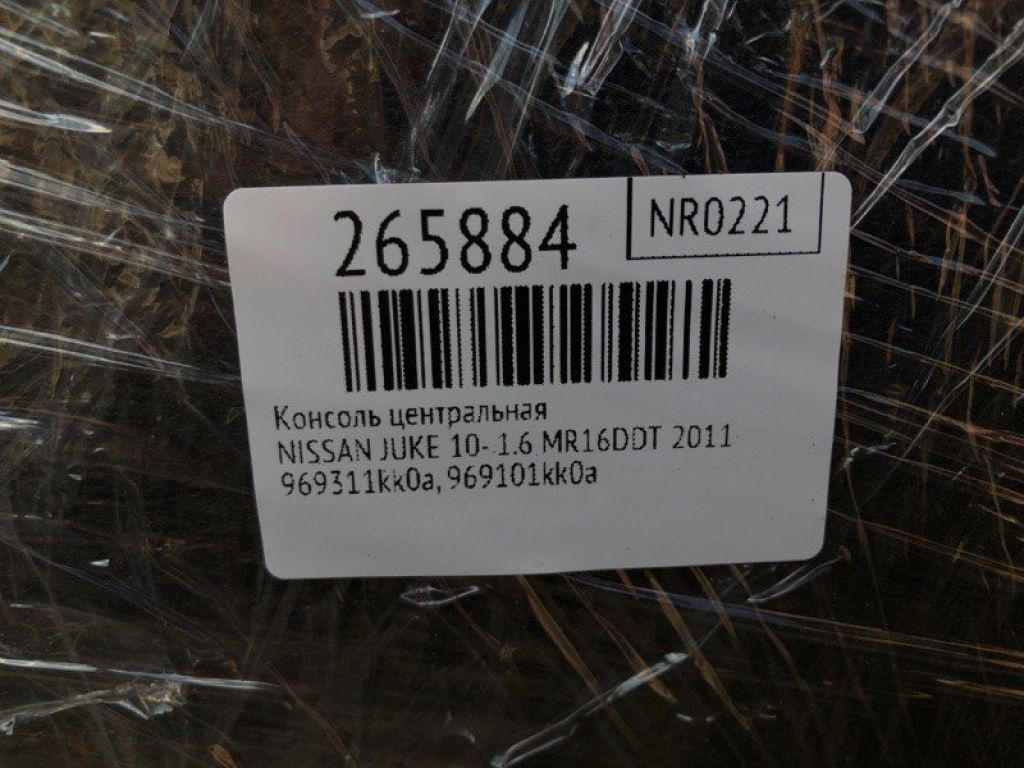 265884
NR0221
Консоль центральная
NISSAN JUKE 10- 1.6 MR16DDT 2011
969311kk0a, 969101kk0a